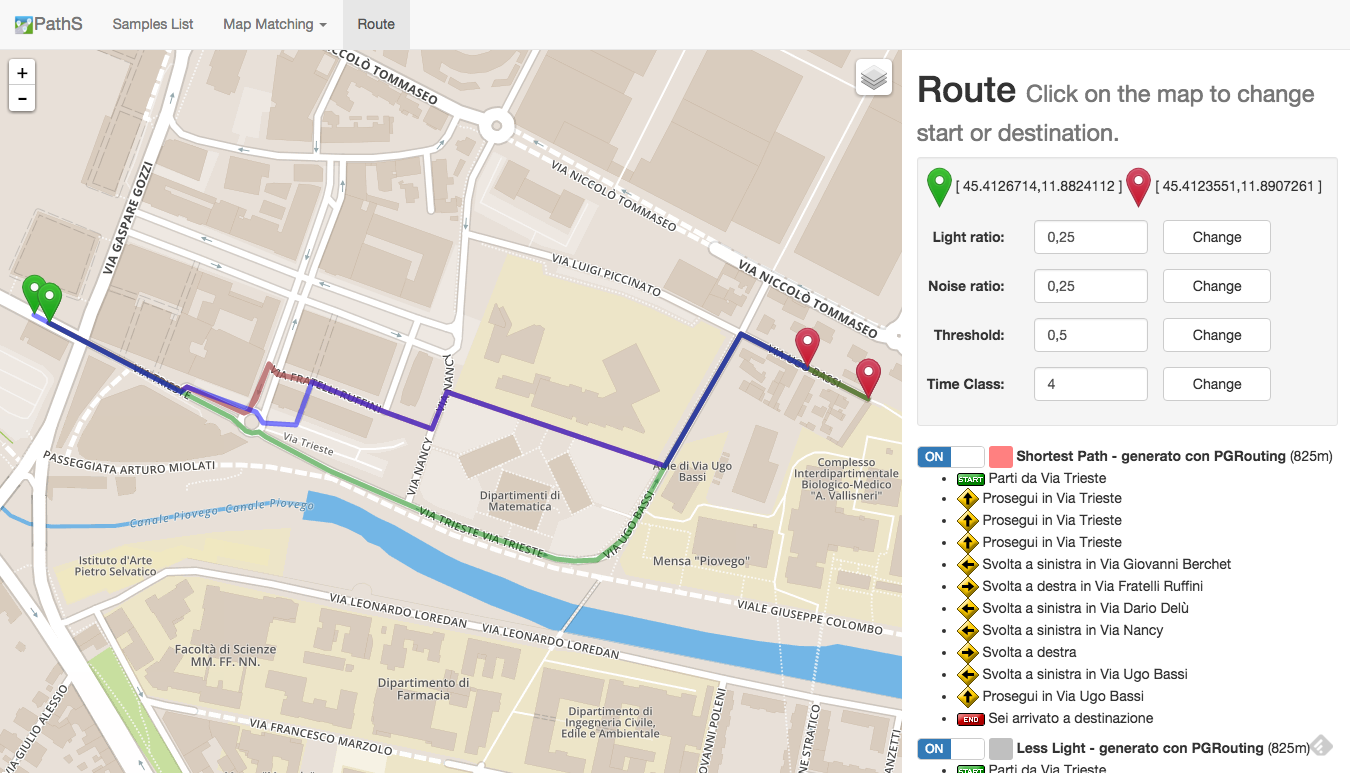 PathS
Samples List
Map Matching
Route
+
-
NICCOLÒ TOMMASEO
VIA GASPARE GOZZI
VIA NICCOLÒ TOMMASEO
VIA LUIGI PICCINATO
VIA NICCOLÒ TOMMASEO
VIA TRIESTE
VIA FRATELLI RUFFINI
VIA NANCY
VIA UGO BASSI
Via Trieste
PASSEGGIATA ARTURO MIOLATI
VIA NANCY
Aule di Via Ugo
Bassi
Complesso
Interdipartimentale
Biologico-Medico
"A. Vallisneri"
Dipartimenti di
Matematica
Canale Piovego Canale Piovego
VIA TRIESTE VIA TRIESTE
VIA UGO BASSI
Istituto d'Arte
Pietro Selvatico
Mensa "Piovego"
VIA LEONARDO LOREDAN
VIA LEONARDO LOREDAN
VIALE GIUSEPPE COLOMBO
Facoltà di Scienze
MM. FF. NN.
Dipartimento di
Farmacia
Dipartimento di
Ingegneria Civile,
Edile e Ambientale
VIA GIULIO ALESSIO
VIA FRANCESCO MARZOLO
OVANNI POLENI
NE STRATICO
ANZETTI
Route Click on the map to change
start or destination.
[ 45.4126714,11.8824112 ] [ 45.4123551,11.8907261 ]
Light ratio: 0,25 Change
Noise ratio: 0,25 Change
Threshold: 0,5 Change
Time Class: 4 Change
ON Shortest Path - generato con PGRouting (825m)
START Parti da Via Trieste
Prosegui in Via Trieste
Prosegui in Via Trieste
Prosegui in Via Trieste
Svolta a sinistra in Via Giovanni Berchet
Svolta a destra in Via Fratelli Ruffini
Svolta a sinistra in Via Dario Delù
Svolta a sinistra in Via Nancy
Svolta a destra
Svolta a sinistra in Via Ugo Bassi
Prosegui in Via Ugo Bassi
END Sei arrivato a destinazione
ON Less Light - generato con PGRouting (825m)
START Parti da Via Trieste